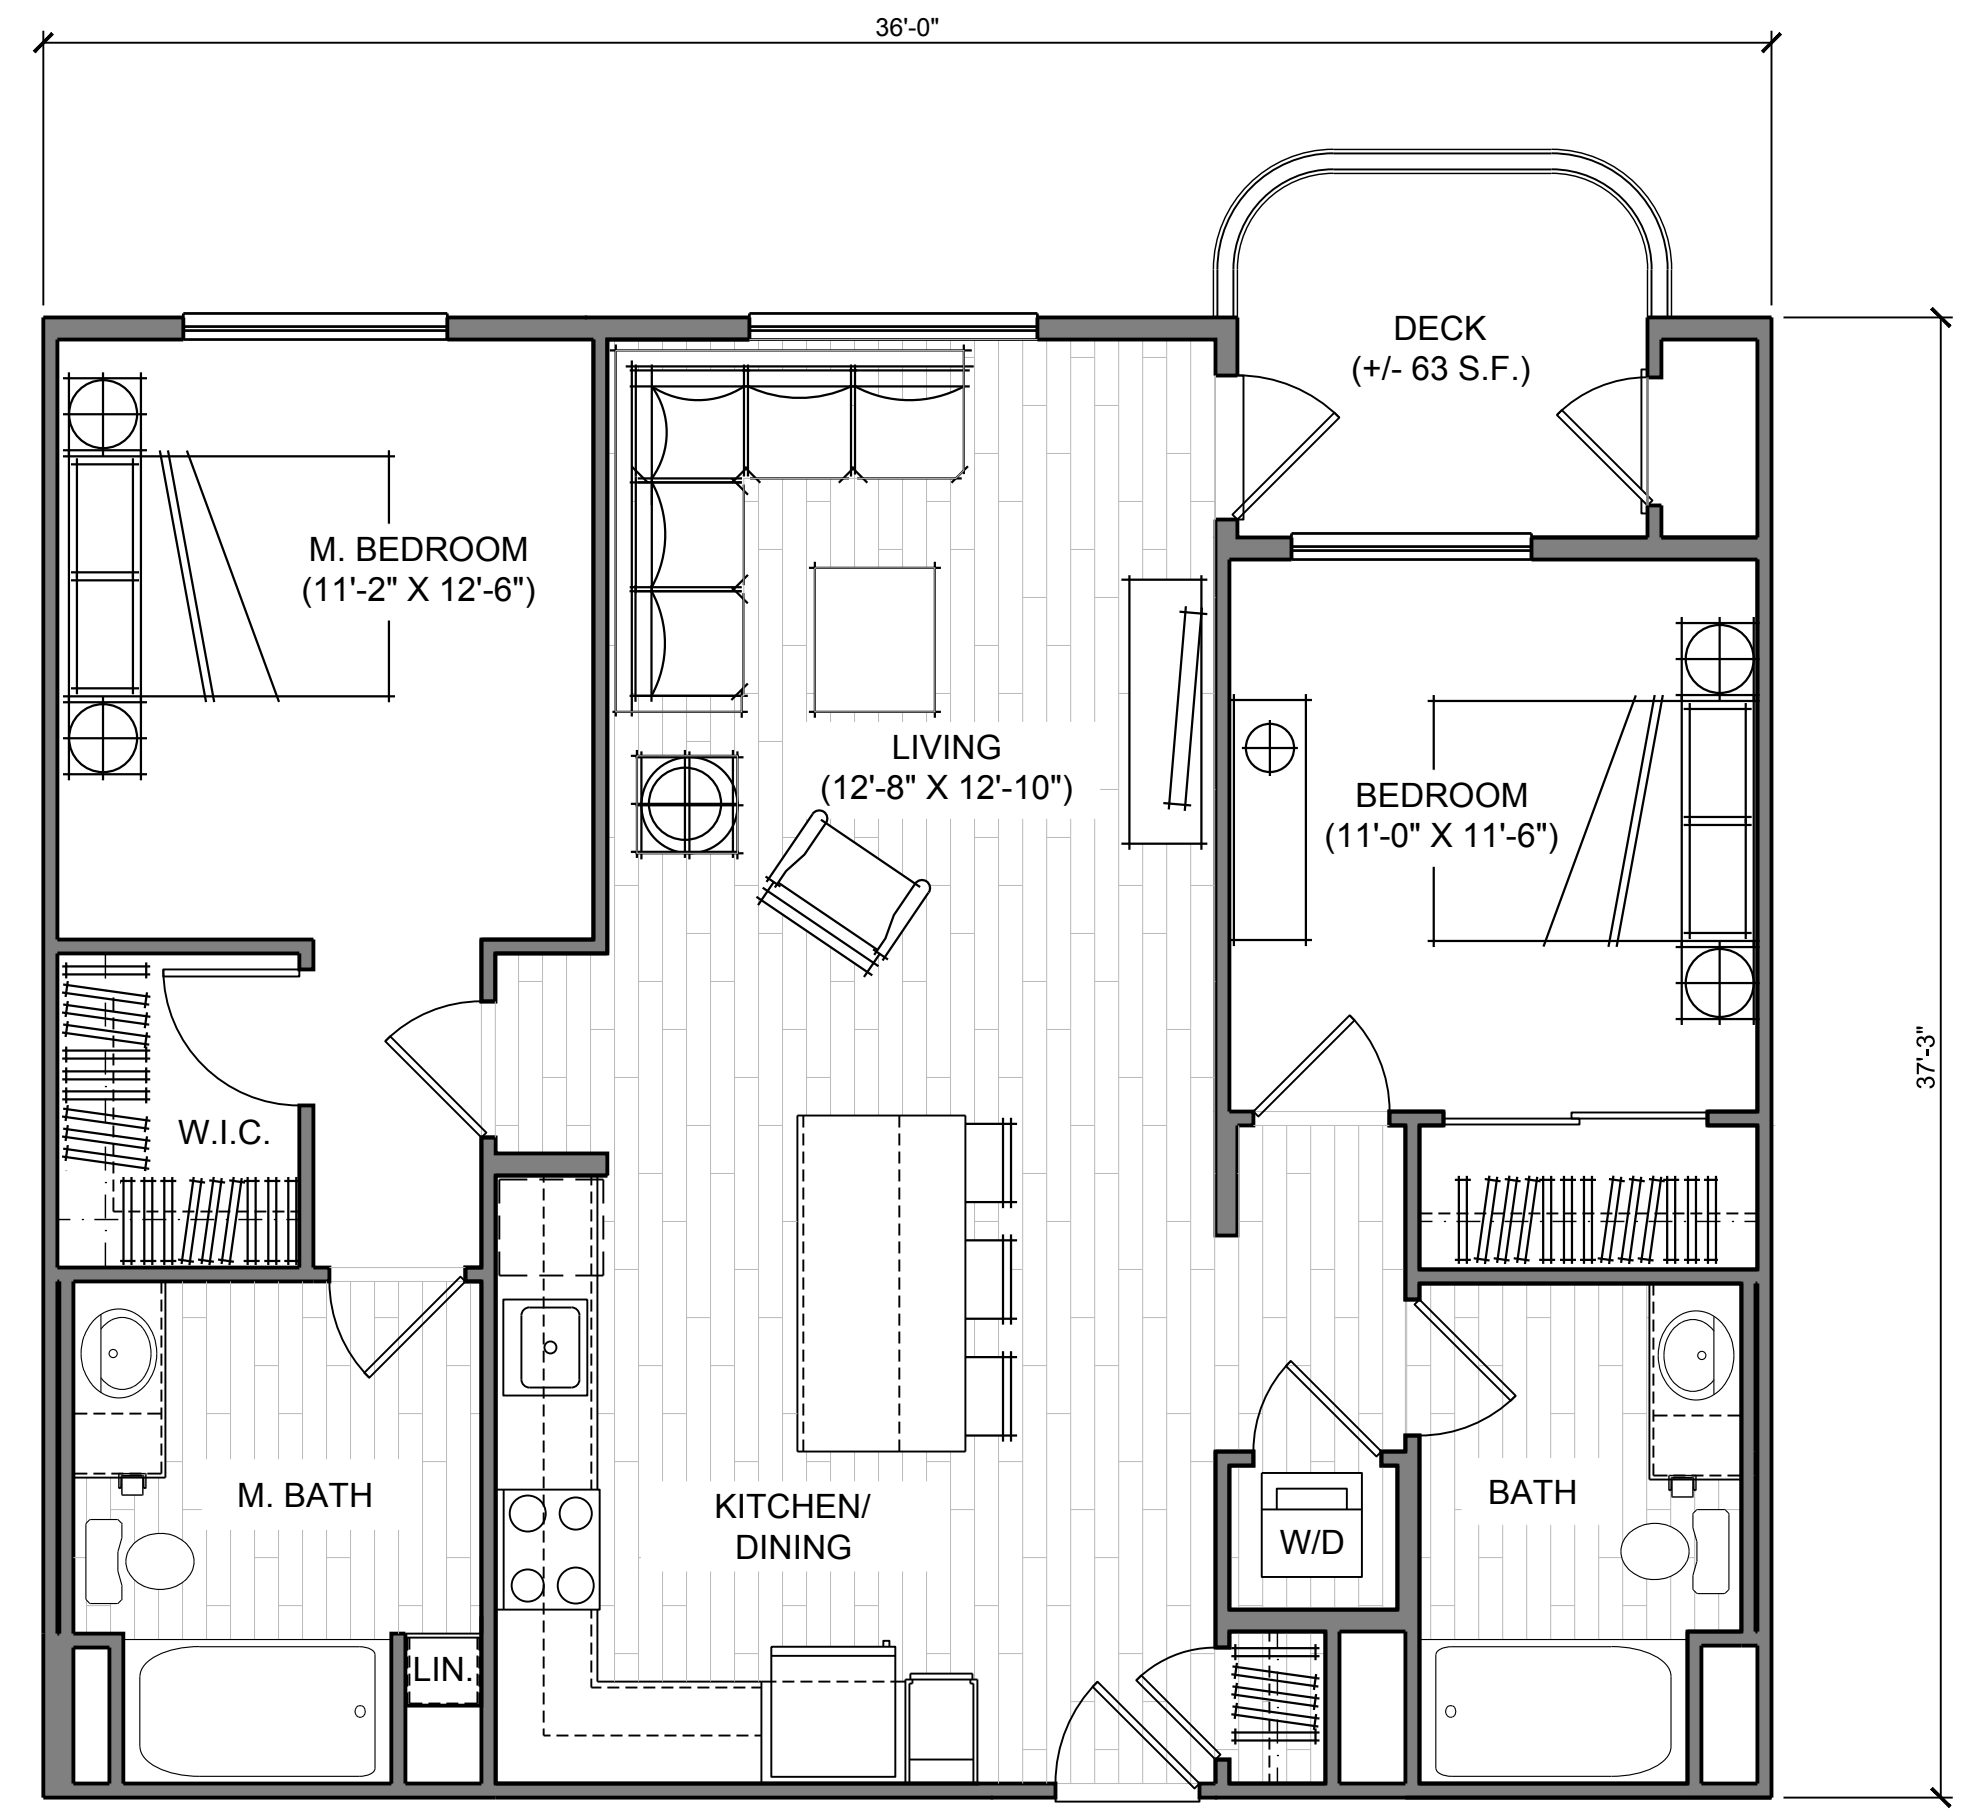 36'-0"
DECK
(+/- 63 S.F.)
M. BEDROOM
(11'-2" X 12'-6")
LIVING
(12'-8" X 12'-10")
BEDROOM
(11'-0" X 11'-6")
37'-3"
W.I.C.
M. BATH
KITCHEN/
DINING
BATH
W/D
LIN.